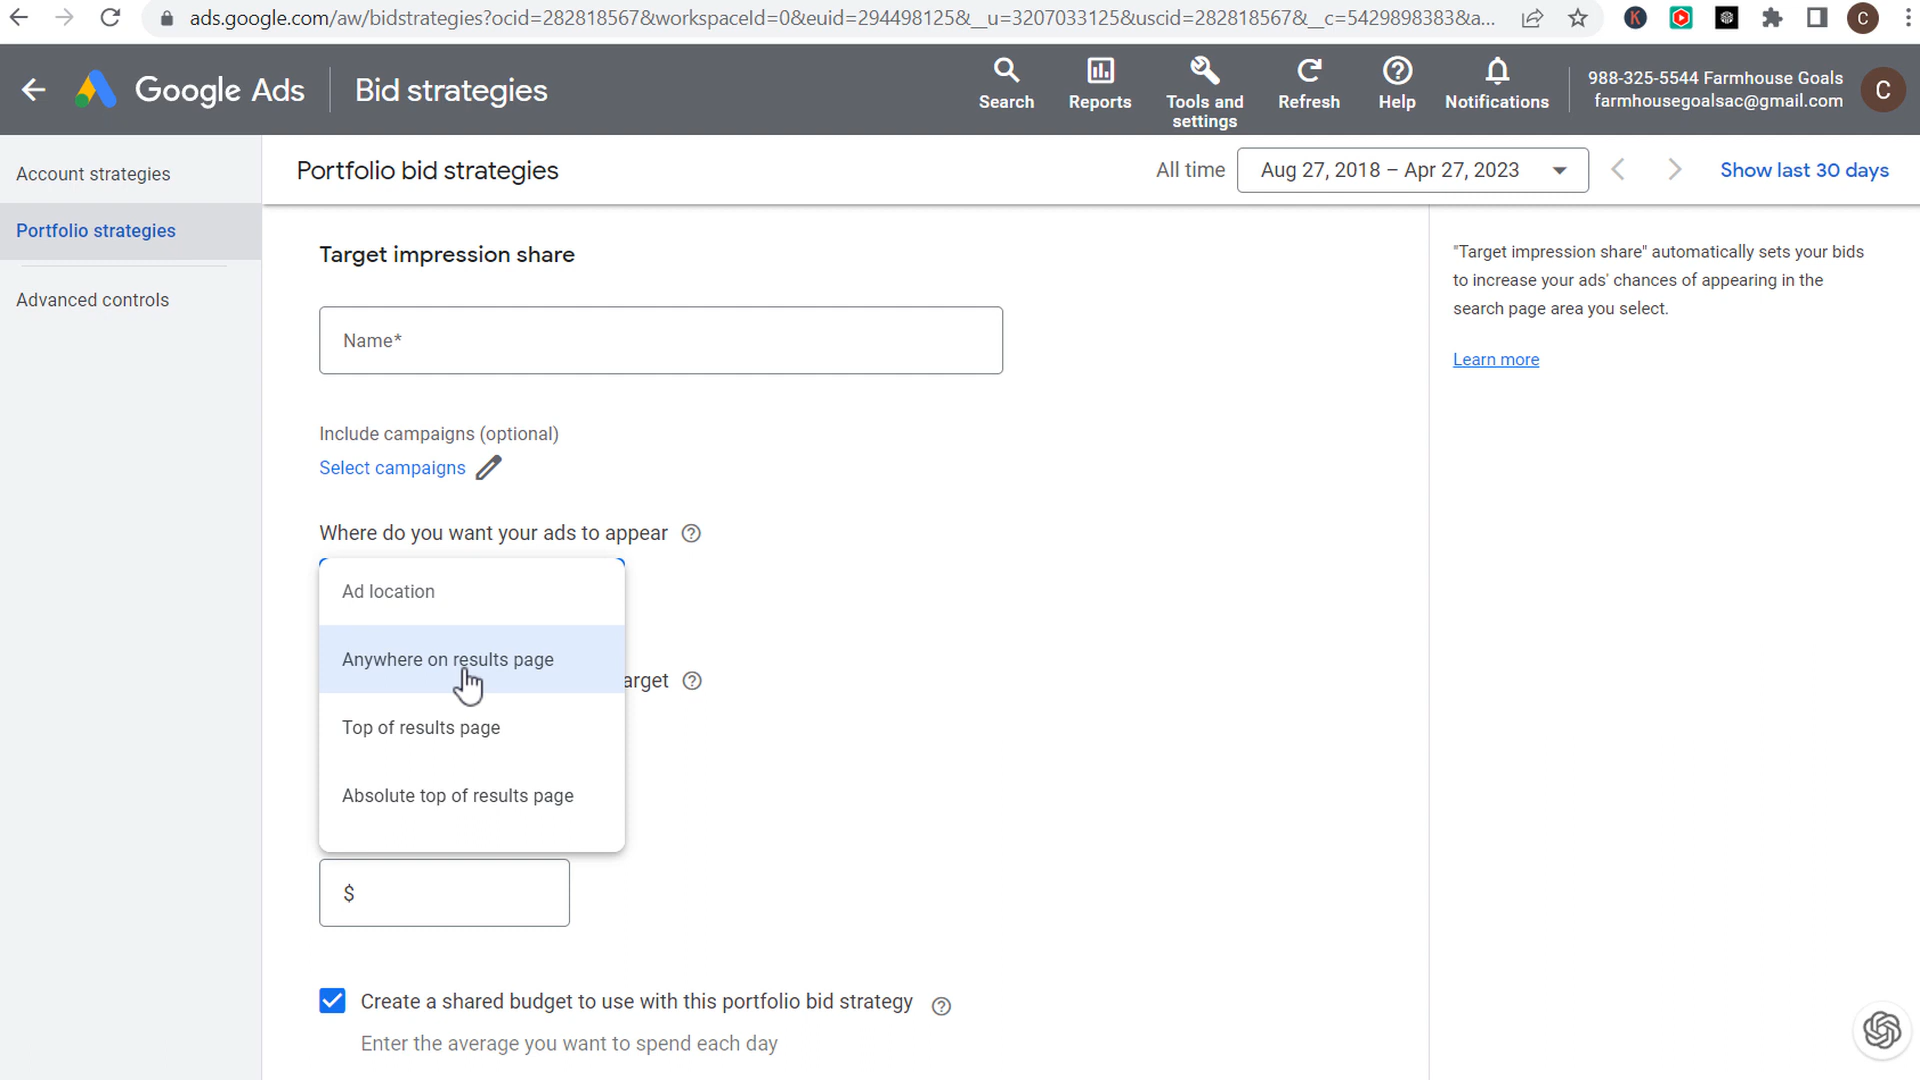 ads.google.com/aw/bidstrategies?ocid=282818567&workspaceId=0&euid=294498125&__u=3207033125&uscid=282818567&__c=5429898383&a...
K
C
Google Ads
Bid strategies
Search
Reports
Tools and
settings
Refresh
Help
Notifications
988-325-5544 Farmhouse Goals
farmhousegoalsac@gmail.com
C
Account strategies
Portfolio strategies
Advanced controls
Portfolio bid strategies
All time
Aug 27, 2018 – Apr 27, 2023
Show last 30 days
Target impression share
Name*
Include campaigns (optional)
Select campaigns
Where do you want your ads to appear
Ad location
Anywhere on results page
arget
Top of results page
Absolute top of results page
$
Create a shared budget to use with this portfolio bid strategy
Enter the average you want to spend each day
"Target impression share" automatically sets your bids
to increase your ads' chances of appearing in the
search page area you select.
Learn more